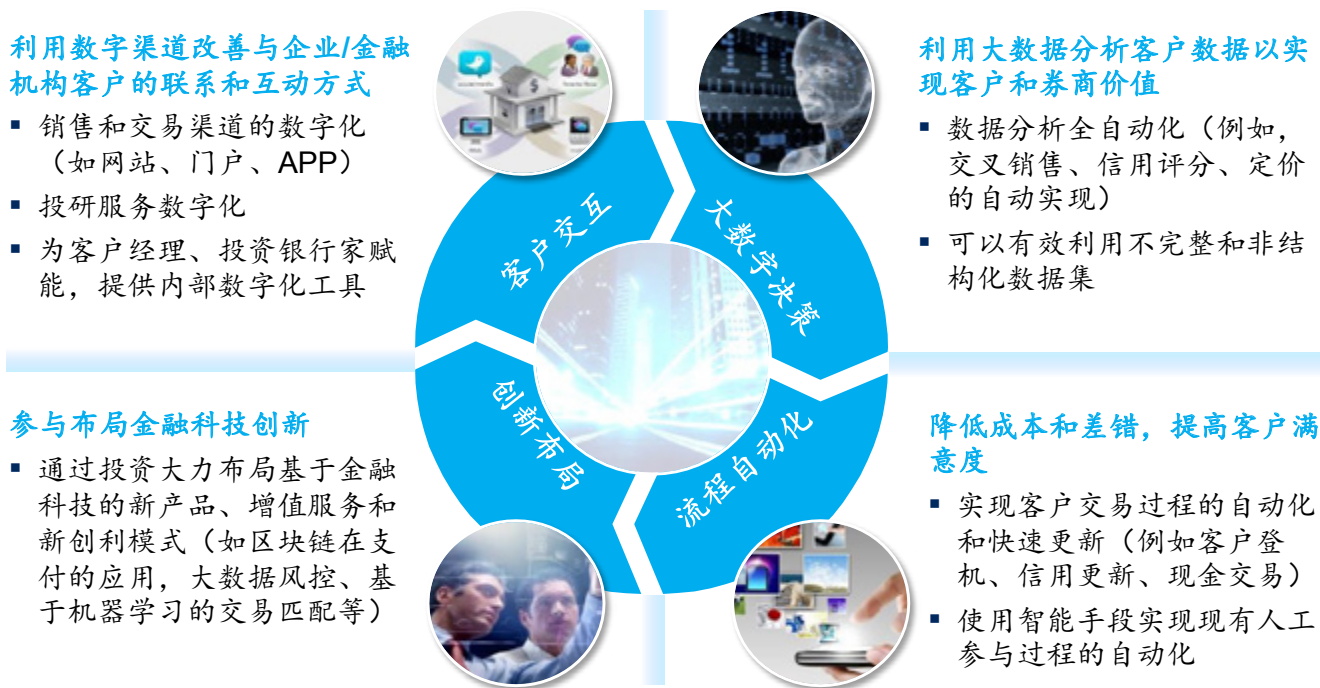 利用数字渠道改善与企业/金融
机构客户的联系和互动方式
▪ 销售和交易渠道的数字化
（如网站、门户、APP）
▪ 投研服务数字化
▪ 为客户经理、投资银行家赋
能，提供内部数字化工具
利用大数据分析客户数据以实
现客户和券商价值
▪ 数据分析全自动化（例如，
交叉销售、信用评分、定价
的自动实现）
▪ 可以有效利用不完整和非结
构化数据集
客户交互
大数字决策
创新布局
流程自动化
参与布局金融科技创新
▪ 通过投资大力布局基于金融
科技的新产品、增值服务和
新创利模式（如区块链在支
付的应用，大数据风控、基
于机器学习的交易匹配等）
降低成本和差错，提高客户满
意度
▪ 实现客户交易过程的自动化
和快速更新（例如客户登
机、信用更新、现金交易）
▪ 使用智能手段实现现有人工
参与过程的自动化